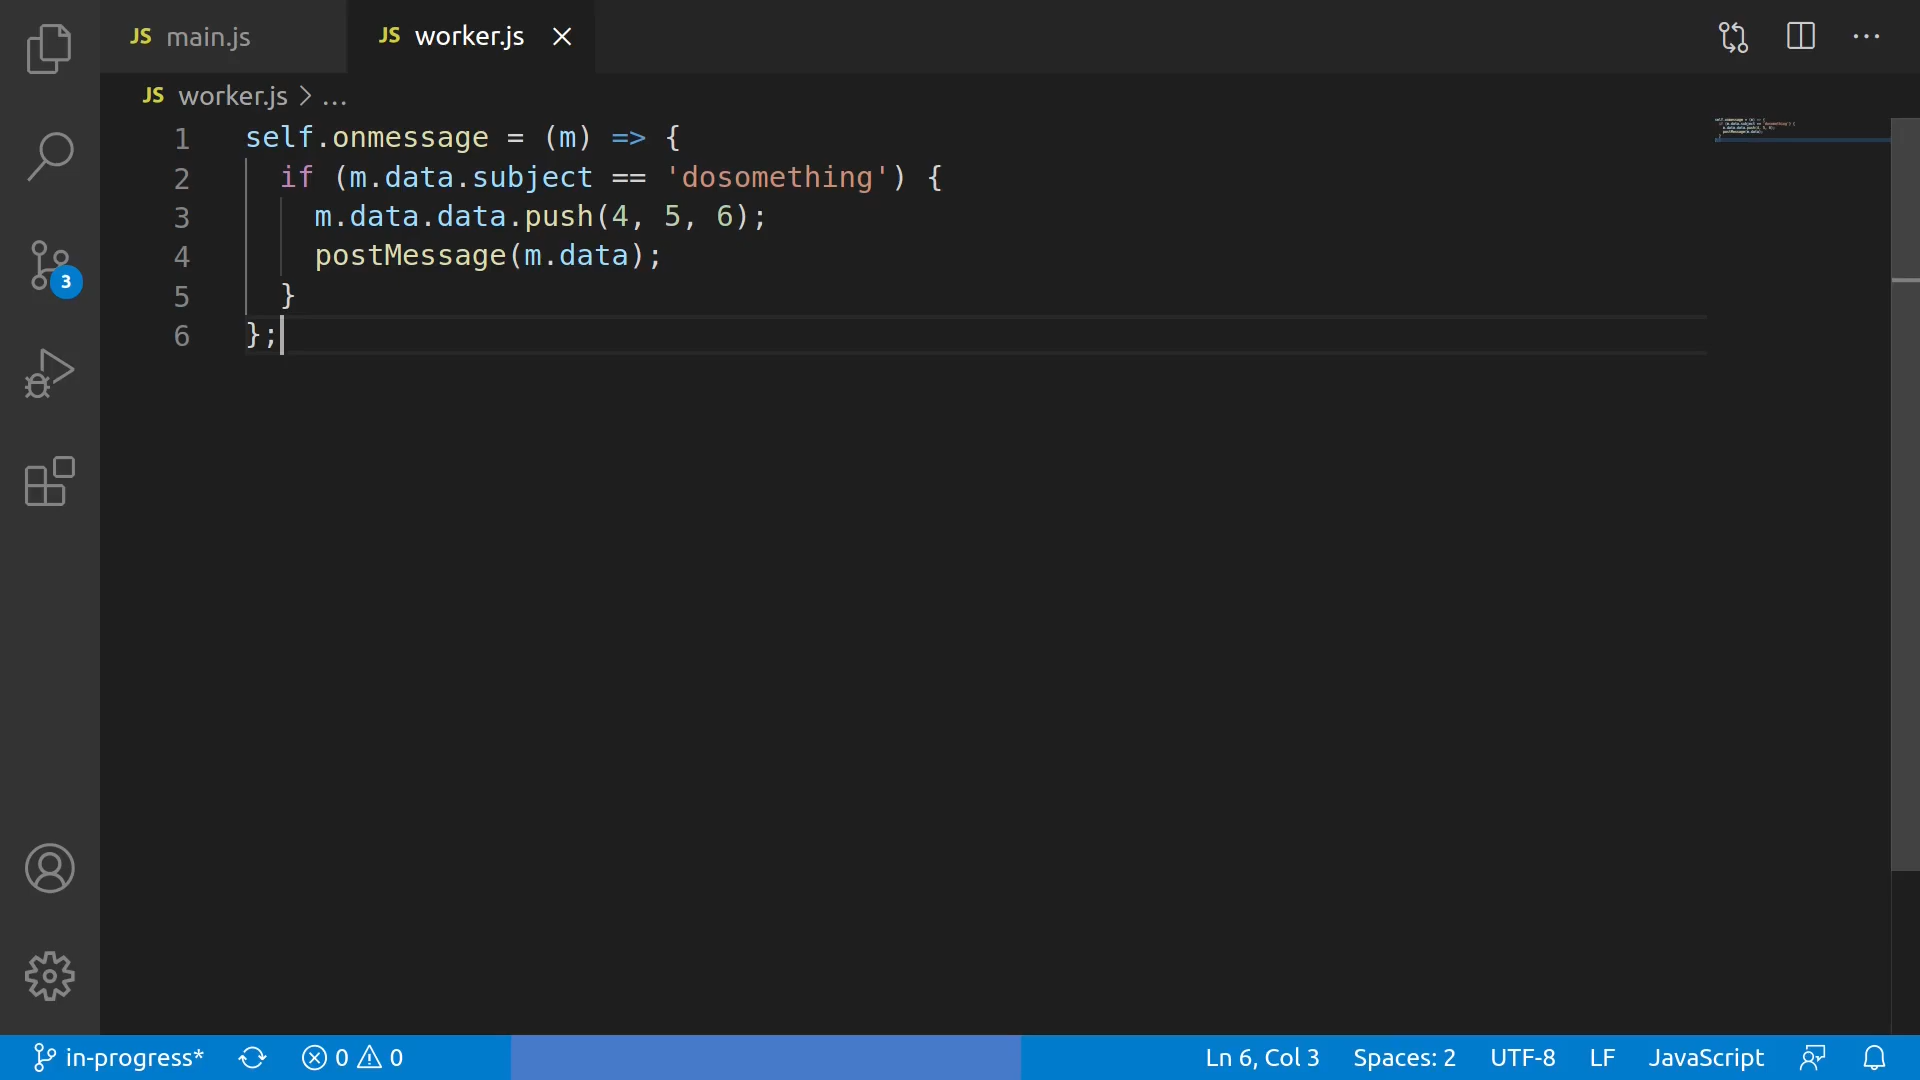 JS main.js
JS worker.js
JS worker.js > ...
1 self.onmessage = (m) => {
2   if (m.data.subject == 'dosomething') {
3     m.data.data.push(4, 5, 6);
4     postMessage(m.data);
5   }
6 };
3
in-progress* 0 0 Ln 6, Col 3 Spaces: 2 UTF-8 LF JavaScript